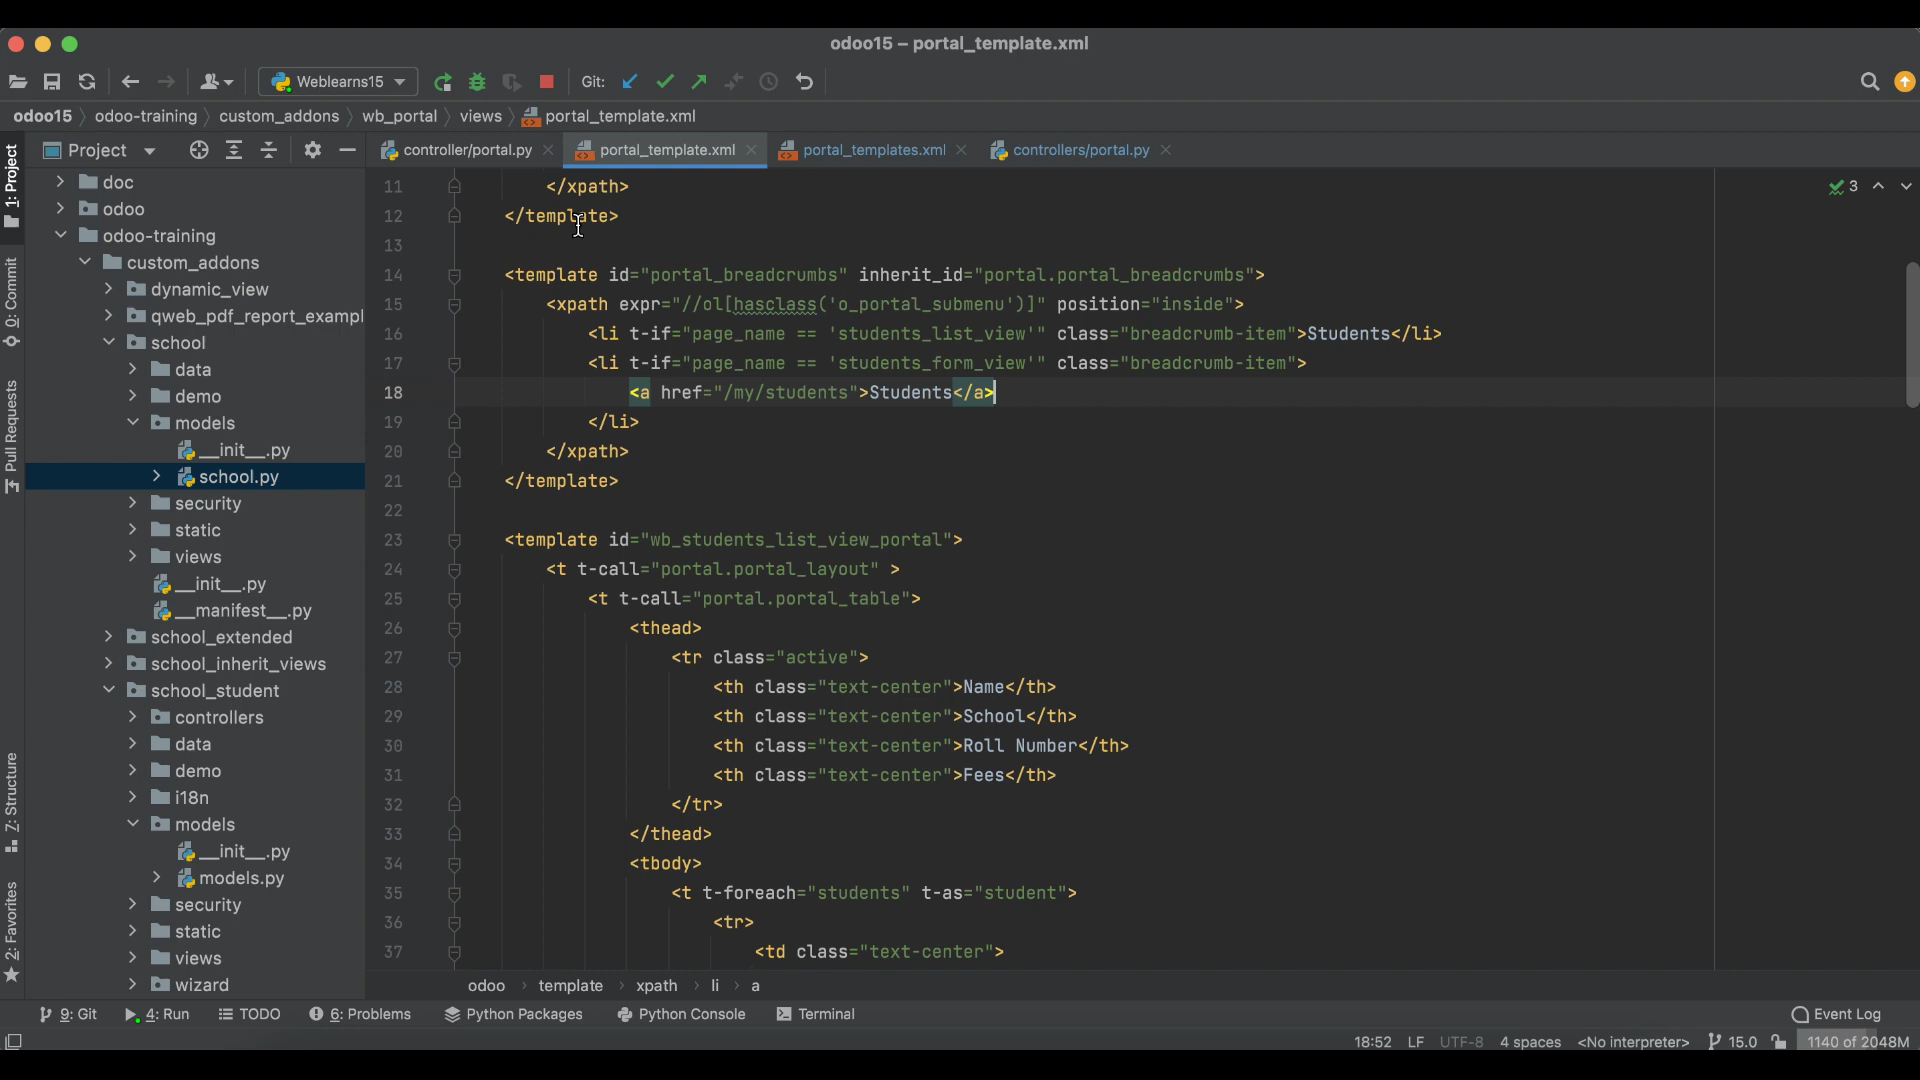 odoo15 – portal_template.xml
Weblearns15
Git:
odoo15 odoo-training custom_addons wb_portal views portal_template.xml
Project
controller/portal.py
portal_template.xml
portal_templates.xml
controllers/portal.py
1: Project
0: Commit
Pull Requests
7: Structure
2: Favorites
doc
odoo
odoo-training
custom_addons
dynamic_view
qweb_pdf_report_exampl
school
data
demo
models
__init__.py
school.py
security
static
views
__init__.py
__manifest__.py
school_extended
school_inherit_views
school_student
controllers
data
demo
i18n
models
__init__.py
models.py
security
static
views
wizard
3
11 </xpath>
12 </template>
13
14 <template id="portal_breadcrumbs" inherit_id="portal.portal_breadcrumbs">
15 <xpath expr="//ol[hasclass('o_portal_submenu')]" position="inside">
16 <li t-if="page_name == 'students_list_view'" class="breadcrumb-item">Students</li>
17 <li t-if="page_name == 'students_form_view'" class="breadcrumb-item">
18 <a href="/my/students">Students</a>
19 </li>
20 </xpath>
21 </template>
22
23 <template id="wb_students_list_view_portal">
24 <t t-call="portal.portal_layout" >
25 <t t-call="portal.portal_table">
26 <thead>
27 <tr class="active">
28 <th class="text-center">Name</th>
29 <th class="text-center">School</th>
30 <th class="text-center">Roll Number</th>
31 <th class="text-center">Fees</th>
32 </tr>
33 </thead>
34 <tbody>
35 <t t-foreach="students" t-as="student">
36 <tr>
37 <td class="text-center">
odoo template xpath li a
9: Git 4: Run TODO 6: Problems Python Packages Python Console Terminal Event Log
18:52 LF UTF-8 4 spaces <No interpreter> 15.0 1140 of 2048M